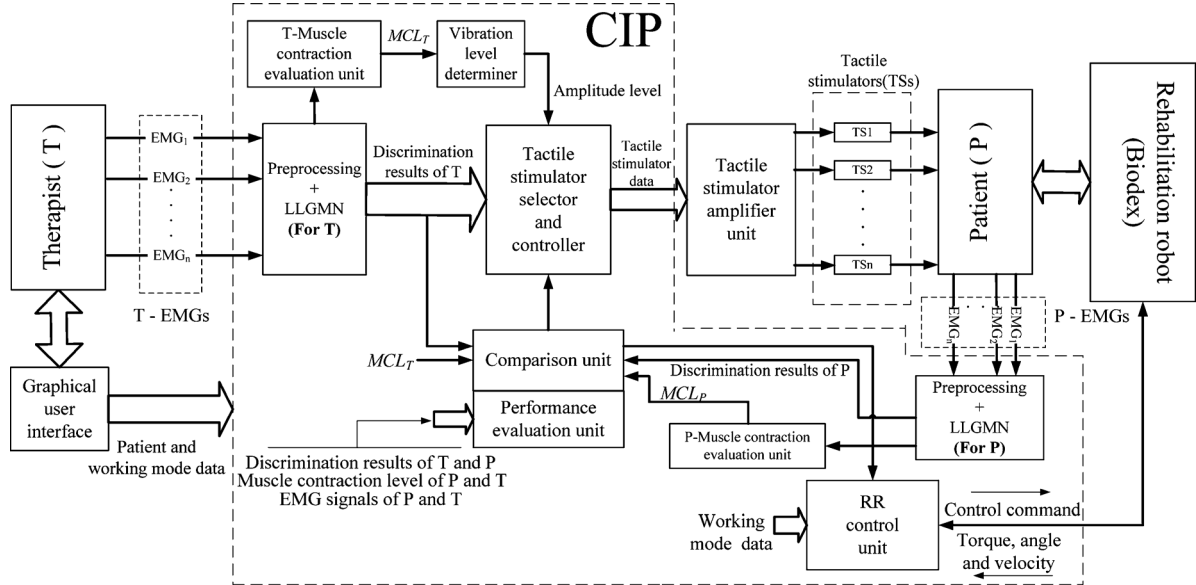 CIP
T-Muscle
contraction
evaluation unit
MCL_T
Vibration
level
determiner
Amplitude level
Therapist ( T )
EMG1
EMG2
EMGn
T - EMGs
Preprocessing
+
LLGMN
(For T)
Discrimination
results of T
Tactile
stimulator
selector
and
controller
Tactile
stimulator
data
Tactile
stimulator
amplifier
unit
Tactile
stimulators(TSs)
TS1
TS2
TSn
Patient ( P )
Rehabilitation robot
(Biodex)
EMGn
EMG2
EMG1
P - EMGs
Graphical
user
interface
Patient and
working mode data
MCL_T
Comparison unit
Performance
evaluation unit
Discrimination results of T and P
Muscle contraction level of P and T
EMG signals of P and T
Discrimination results of P
MCL_P
P-Muscle contraction
evaluation unit
Preprocessing
+
LLGMN
(For P)
Working
mode data
RR
control
unit
Control command
Torque, angle
and velocity